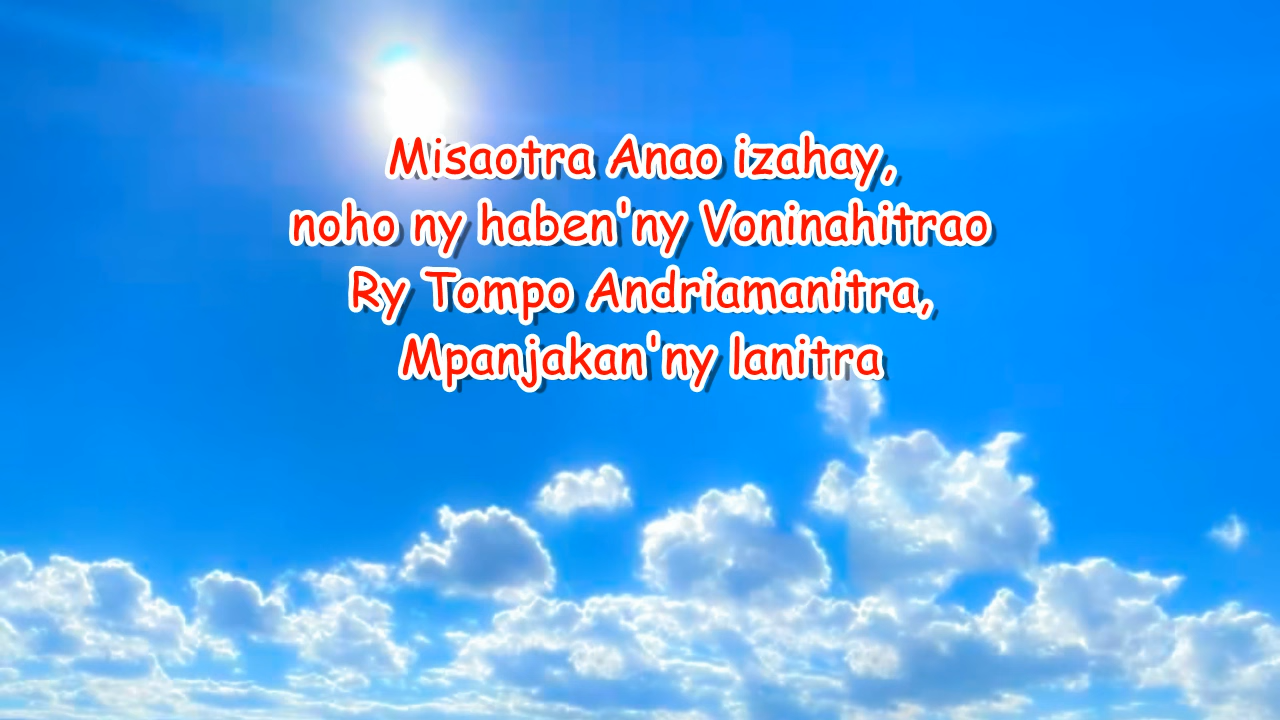 Misaotra Anao izahay,
noho ny haben'ny Voninahitrao
Ry Tompo Andriamanitra,
Mpanjakan'ny lanitra